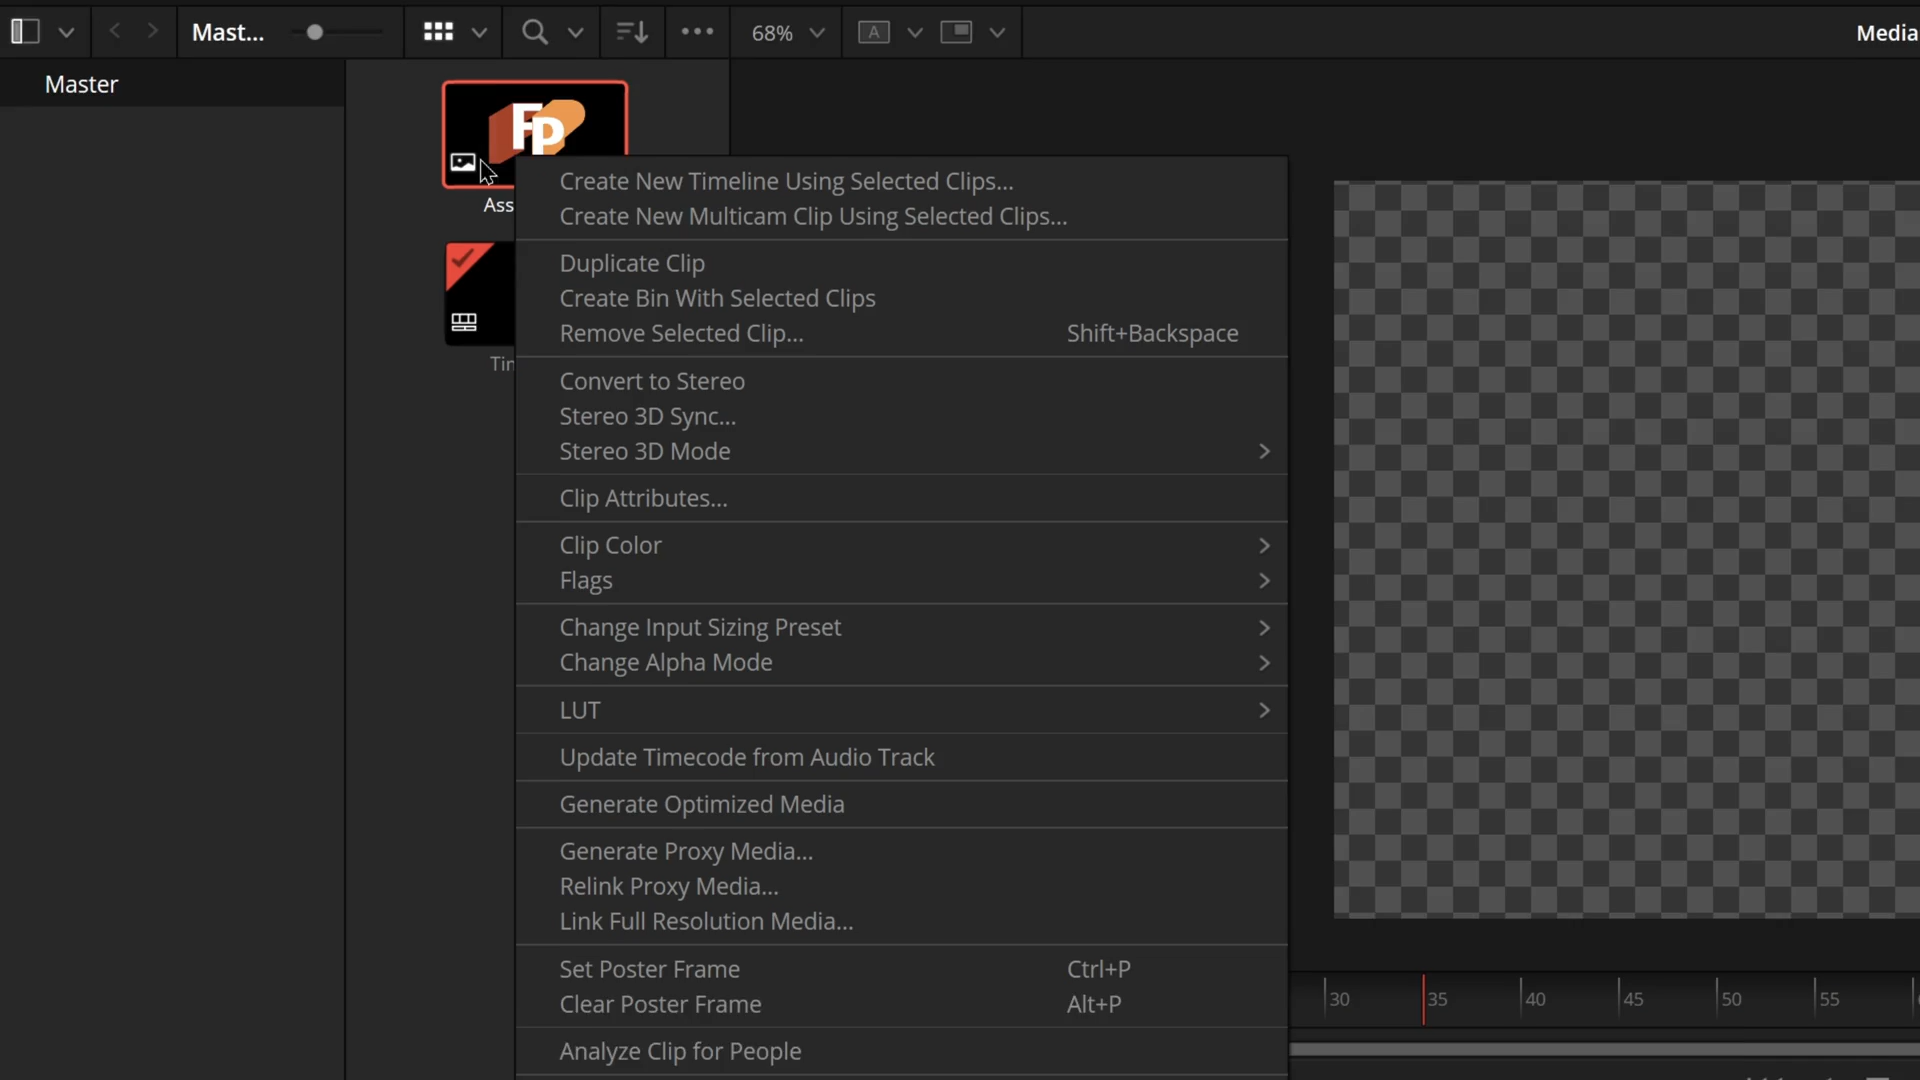 Mast...
68%
A
Media
Master
Fp
Ass
Tin
Create New Timeline Using Selected Clips...
Create New Multicam Clip Using Selected Clips...
Duplicate Clip
Create Bin With Selected Clips
Remove Selected Clip... Shift+Backspace
Convert to Stereo
Stereo 3D Sync...
Stereo 3D Mode
Clip Attributes...
Clip Color
Flags
Change Input Sizing Preset
Change Alpha Mode
LUT
Update Timecode from Audio Track
Generate Optimized Media
Generate Proxy Media...
Relink Proxy Media...
Link Full Resolution Media...
Set Poster Frame Ctrl+P
Clear Poster Frame Alt+P
Analyze Clip for People
30 35 40 45 50 55